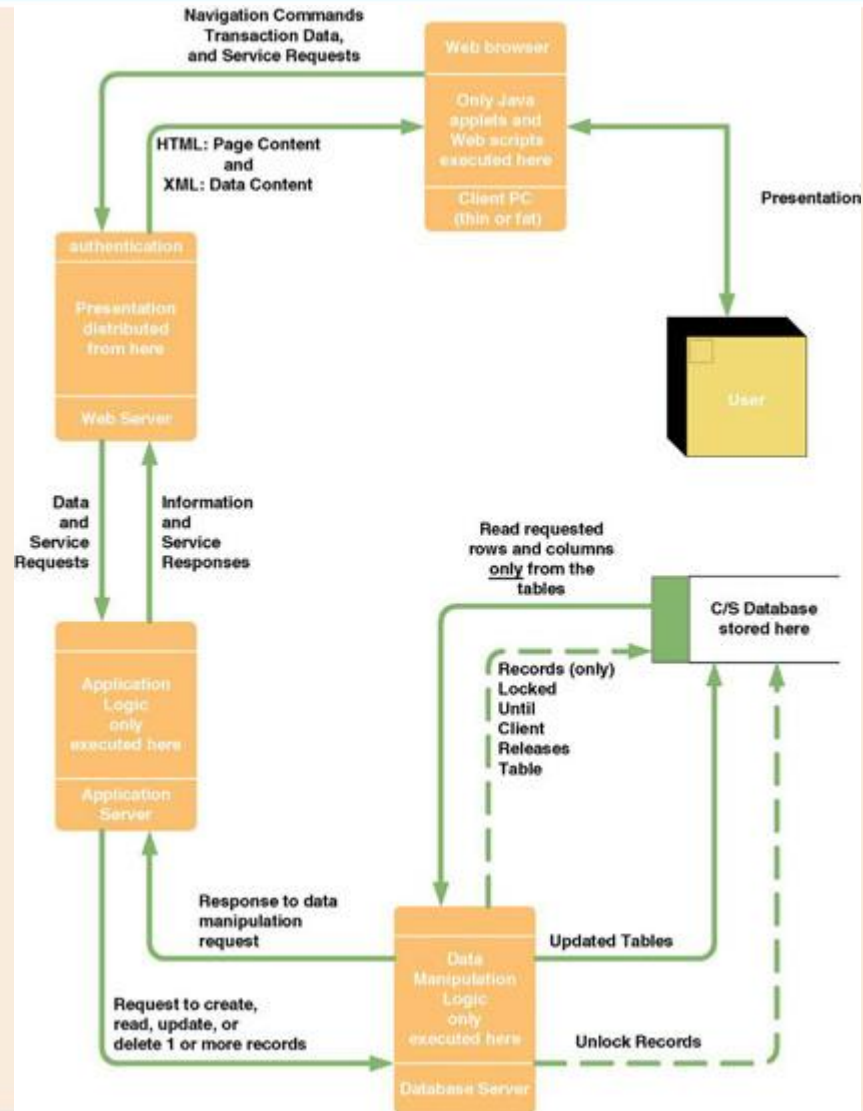 Navigation Commands
Transaction Data,
and Service Requests
Web browser
Only Java
applets and
Web scripts
executed here
Client PC
(thin or fat)
HTML: Page Content
and
XML: Data Content
Presentation
authentication
Presentation
distributed
from here
Web Server
User
Data
and
Service
Requests
Information
and
Service
Responses
Read requested
rows and columns
only from the
tables
C/S Database
stored here
Records (only)
Locked
Until
Client
Releases
Table
Application
Logic
only
executed here
Application
Server
Response to data
manipulation
request
Updated Tables
Data
Manipulation
Logic
only
executed here
Database Server
Request to create,
read, update, or
delete 1 or more records
Unlock Records